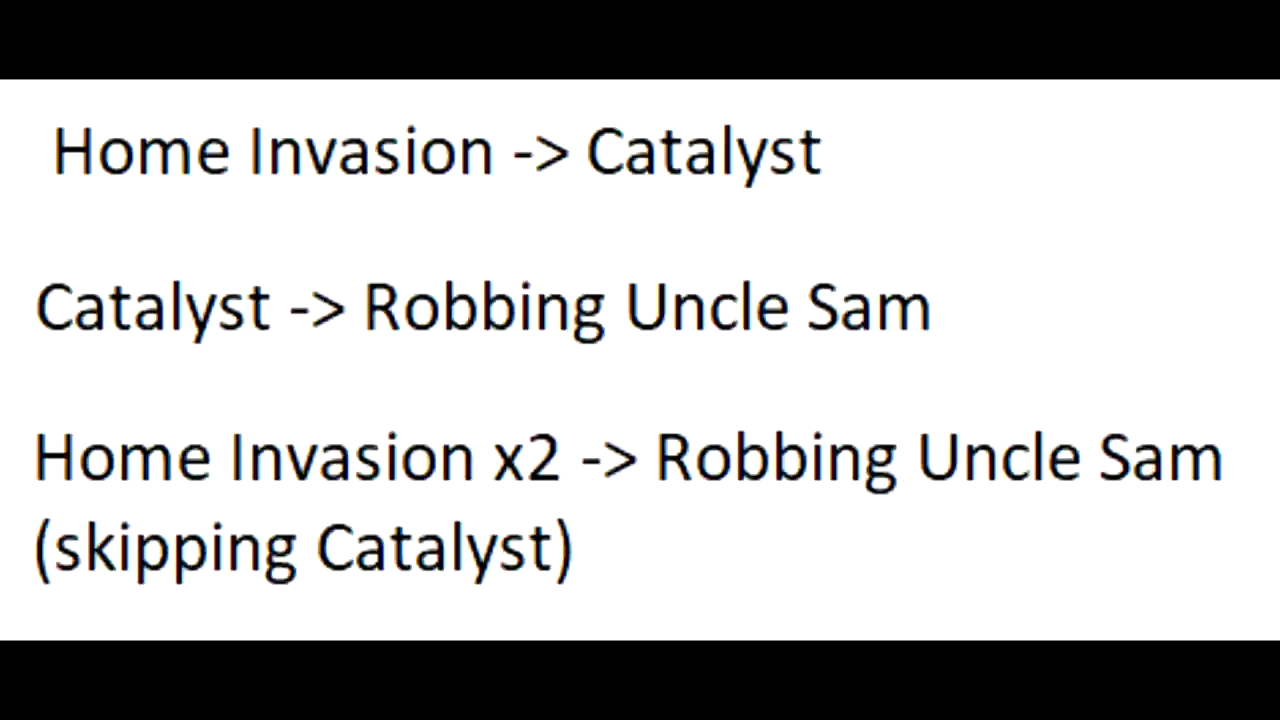 Home Invasion -> Catalyst
Catalyst -> Robbing Uncle Sam
Home Invasion x2 -> Robbing Uncle Sam
(skipping Catalyst)